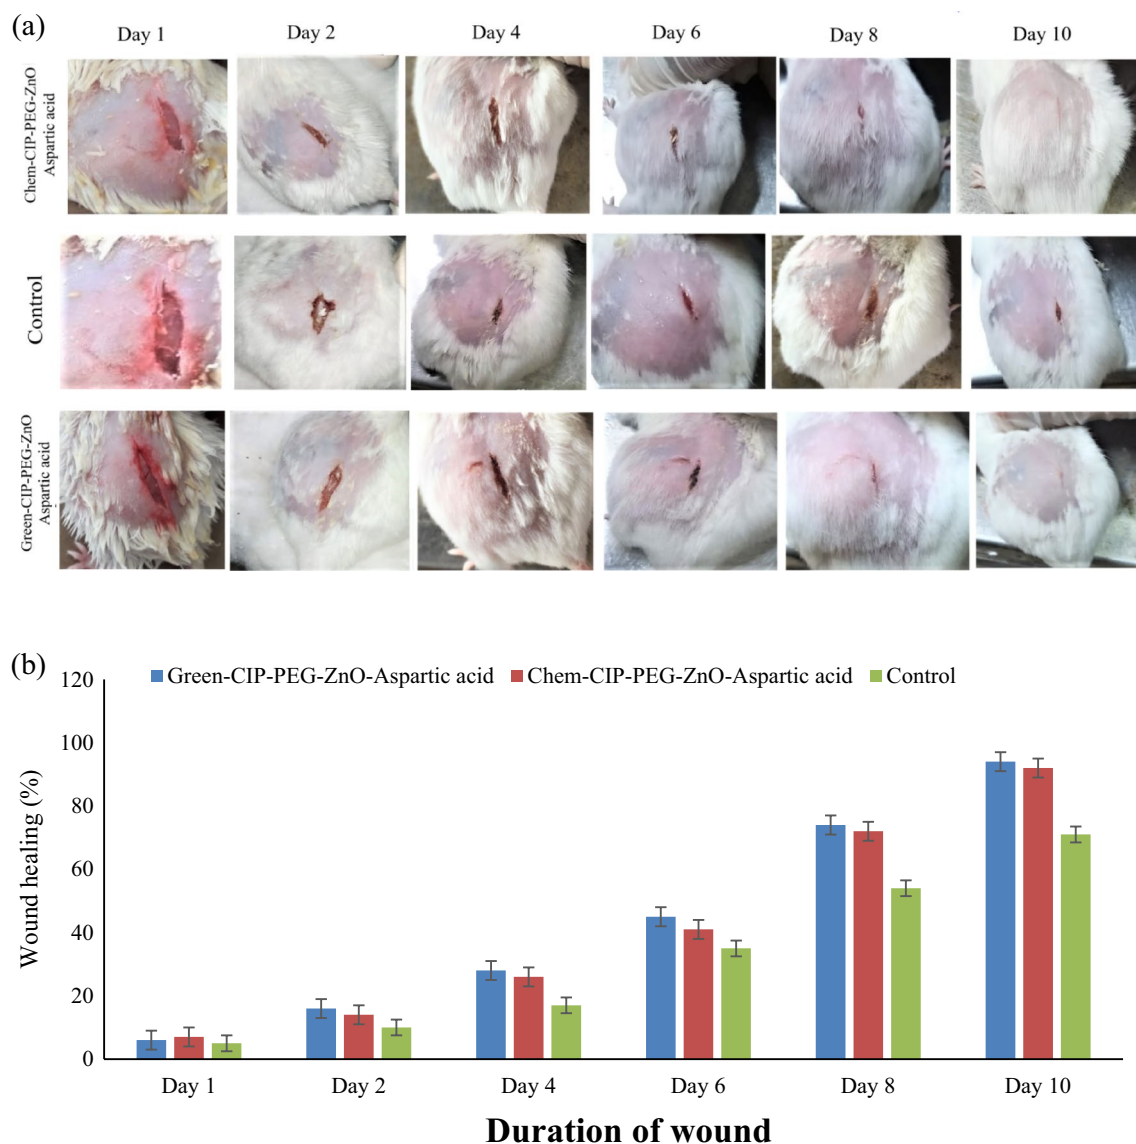 (a)
Day 1 Day 2 Day 4 Day 6 Day 8 Day 10
Chem-CIP-PEG-ZnO
Aspartic acid
Control
Green-CIP-PEG-ZnO
Aspartic acid
(b)
Green-CIP-PEG-ZnO-Aspartic acid Chem-CIP-PEG-ZnO-Aspartic acid Control
120
100
80
60
40
20
0
Wound healing (%)
Day 1 Day 2 Day 4 Day 6 Day 8 Day 10
Duration of wound